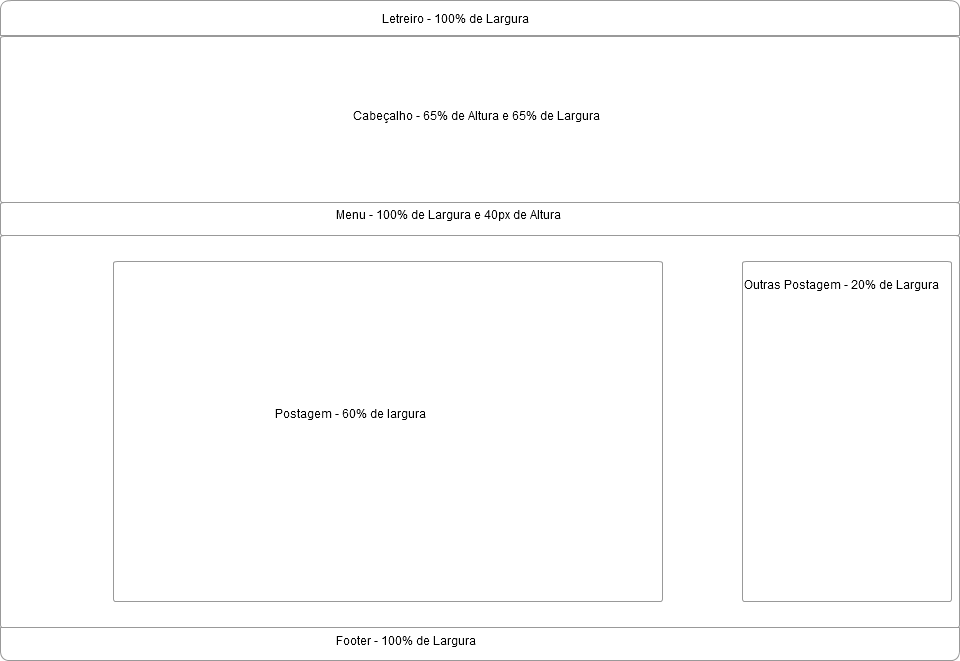 Letreiro - 100% de Largura
Cabeçalho - 65% de Altura e 65% de Largura
Menu - 100% de Largura e 40px de Altura
Outras Postagem - 20% de Largura
Postagem - 60% de largura
Footer - 100% de Largura